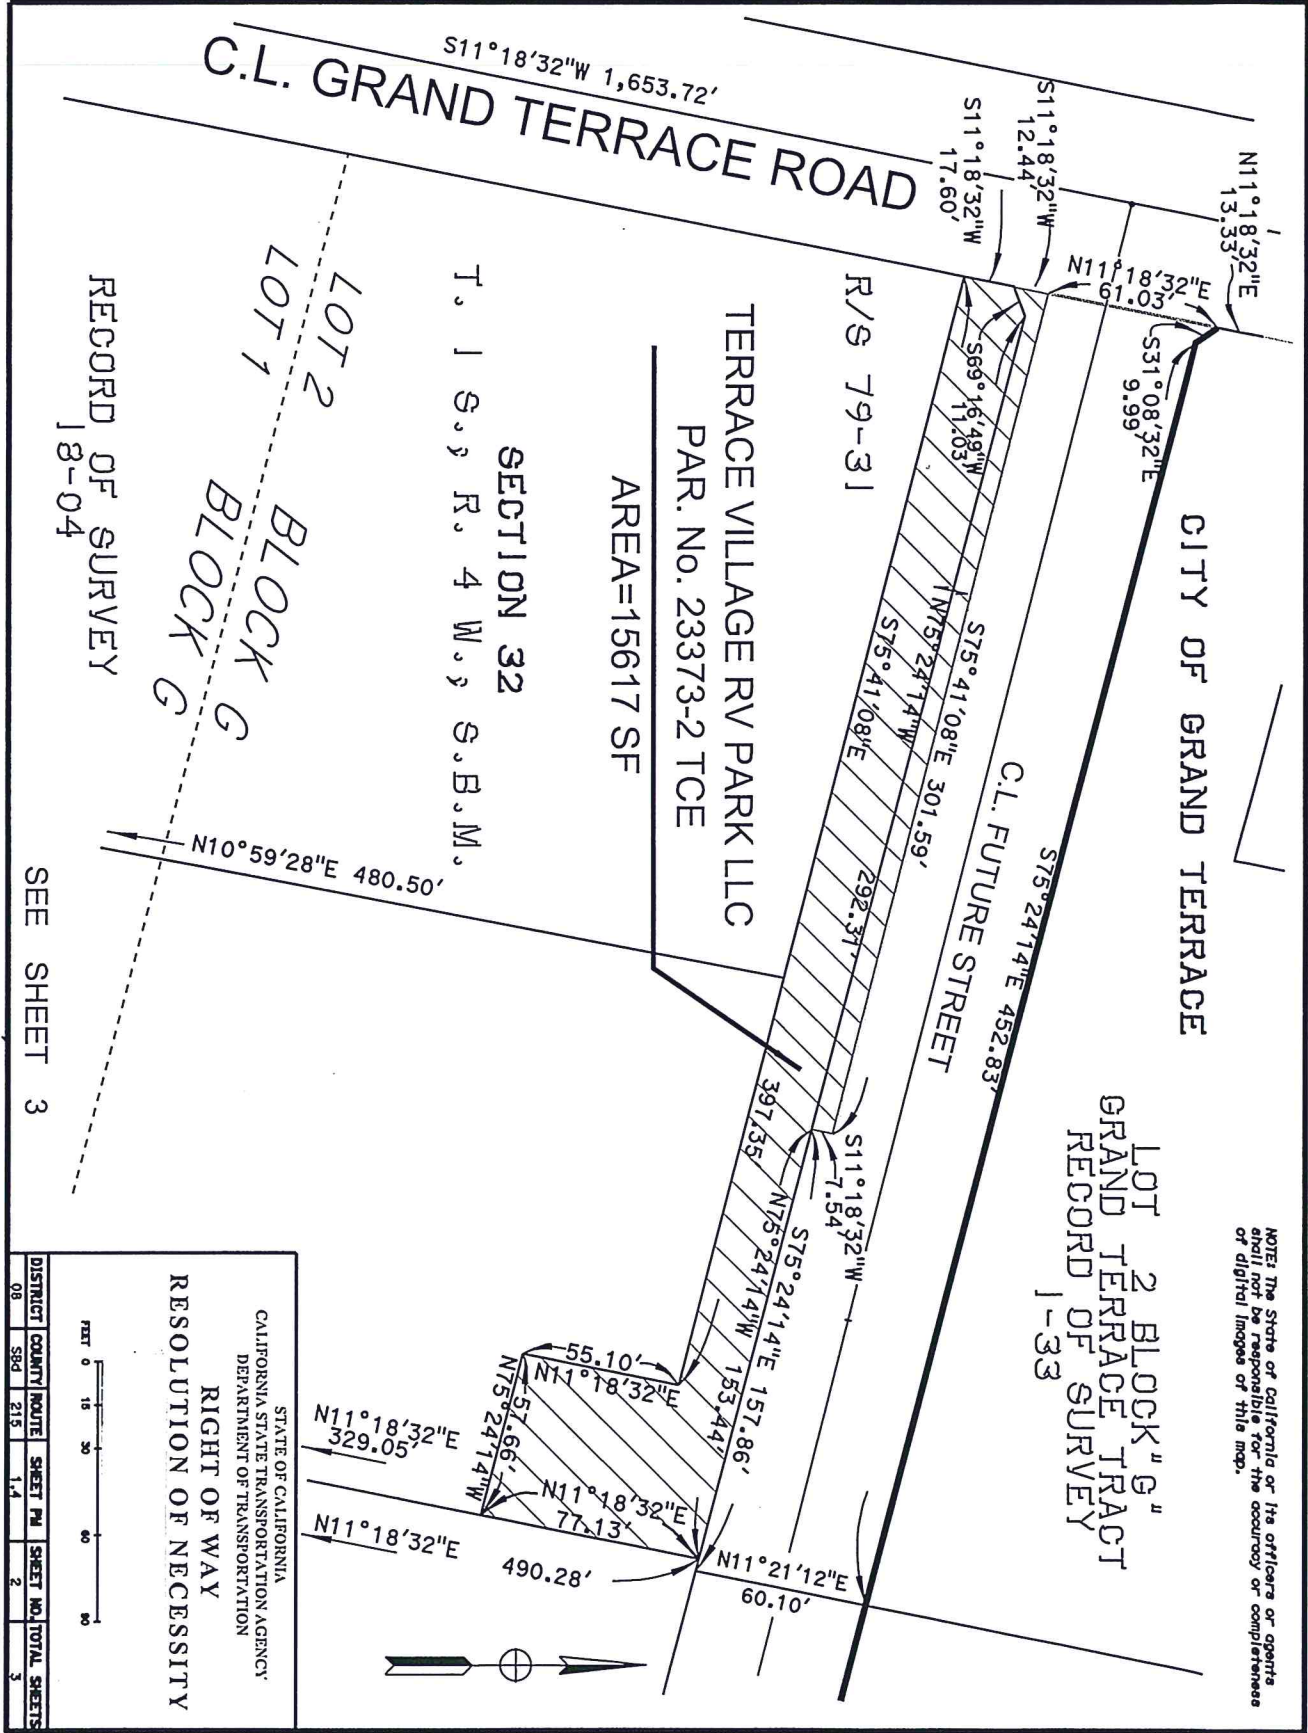 NOTE: The State of California or its officers or agents
shall not be responsible for the accuracy or completeness
of digital images of this map.
LOT 2 BLOCK "G"
GRAND TERRACE TRACT
RECORD OF SURVEY
1-33
CITY OF GRAND TERRACE
N11°18'32"E
13.33'
S31°08'32"E
9.99'
N11°18'32"E
61.03'
S11°18'32"W
12.44'
S11°18'32"W
17.60'
S11°18'32"W 1,653.72'
C.L. GRAND TERRACE ROAD
S75°24'14"E 452.83'
C.L. FUTURE STREET
S75°41'08"E 301.59'
N75°24'14"W
292.31'
S75°41'08"E
397.35'
S69°16'49"W
11.03'
R/S 79-31
TERRACE VILLAGE RV PARK LLC
PAR. No. 23373-2 TCE
AREA=15617 SF
SECTION 32
T. 1 S., R. 4 W., S.B.M.
LOT 2 BLOCK G
LOT 1 BLOCK G
RECORD OF SURVEY
18-04
N10°59'28"E 480.50'
S11°18'32"W
7.54'
S75°24'14"E 157.86'
N75°24'14"W 153.44'
55.10'
N11°18'32"E
57.66'
N75°24'14"W
N11°18'32"E
77.13'
N11°21'12"E
60.10'
490.28'
N11°18'32"E
329.05'
N11°18'32"E
SEE SHEET 3
STATE OF CALIFORNIA
CALIFORNIA STATE TRANSPORTATION AGENCY
DEPARTMENT OF TRANSPORTATION
RIGHT OF WAY
RESOLUTION OF NECESSITY
FEET 0 15 30 60 90
DISTRICT COUNTY ROUTE SHEET PM SHEET NO. TOTAL SHEETS
08 SBd 215 1.4 2 3